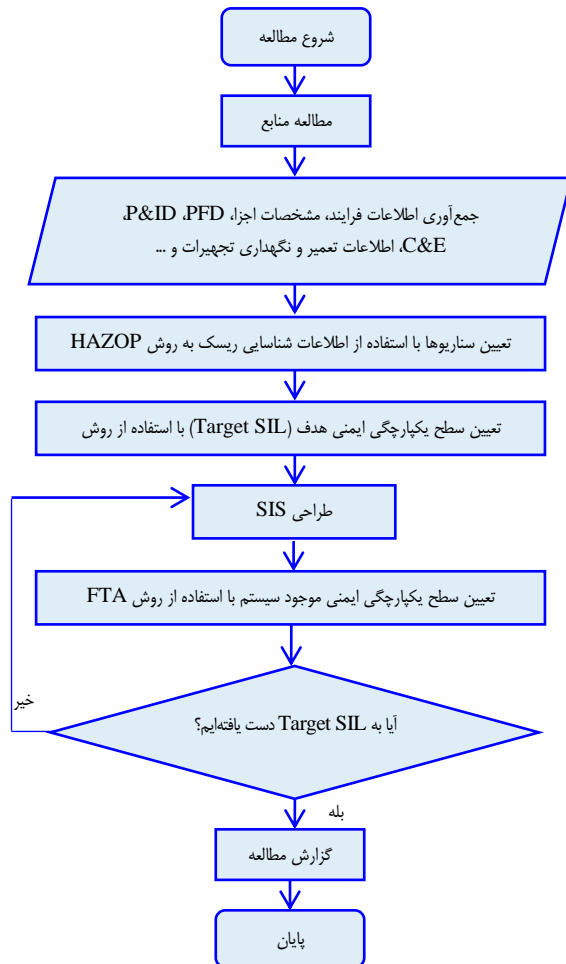 شروع مطالعه
مطالعه منابع
جمع‌آوری اطلاعات فرایند، مشخصات اجزا، P&ID ،PFD،
C&E، اطلاعات تعمیر و نگهداری تجهیزات و ...
تعیین سناریوها با استفاده از اطلاعات شناسایی ریسک به روش HAZOP
تعیین سطح یکپارچگی ایمنی هدف (Target SIL) با استفاده از روش
طراحی SIS
تعیین سطح یکپارچگی ایمنی موجود سیستم با استفاده از روش FTA
آیا به Target SIL دست یافته‌ایم؟
خیر
بله
گزارش مطالعه
پایان